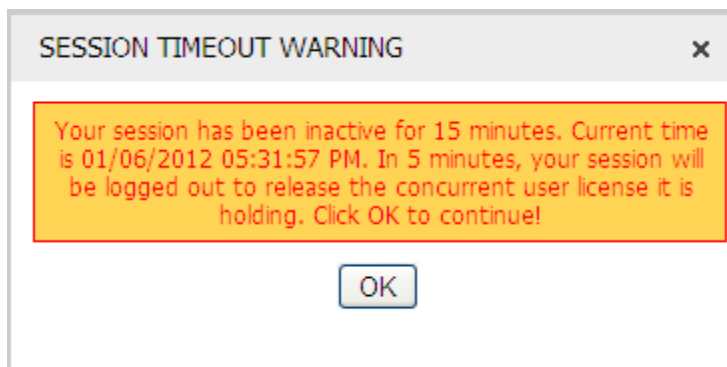 SESSION TIMEOUT WARNING ×
Your session has been inactive for 15 minutes. Current time
is 01/06/2012 05:31:57 PM. In 5 minutes, your session will
be logged out to release the concurrent user license it is
holding. Click OK to continue!
OK